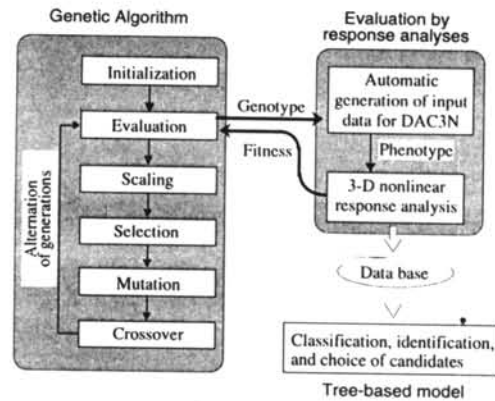 Genetic Algorithm
Initialization
Evaluation
Scaling
Selection
Mutation
Crossover
Alternation
of generations
Genotype
Fitness
Evaluation by
response analyses
Automatic
generation of input
data for DAC3N
Phenotype
3-D nonlinear
response analysis
Data base
Classification, identification,
and choice of candidates
Tree-based model